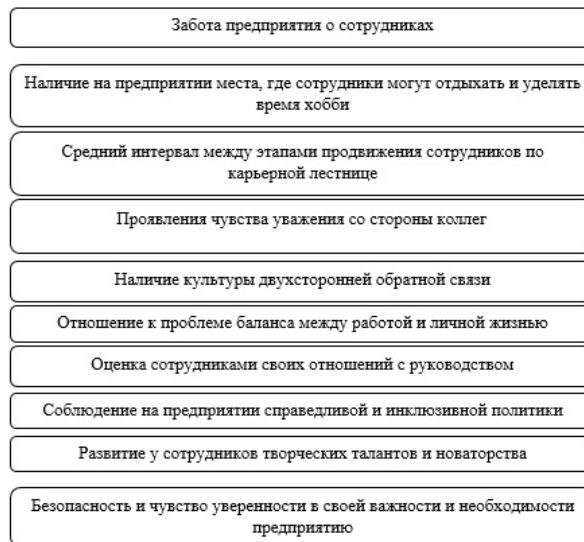 Забота предприятия о сотрудниках
Наличие на предприятии места, где сотрудники могут отдыхать и уделять
время хобби
Средний интервал между этапами продвижения сотрудников по
карьерной лестнице
Проявления чувства уважения со стороны коллег
Наличие культуры двухсторонней обратной связи
Отношение к проблеме баланса между работой и личной жизнью
Оценка сотрудниками своих отношений с руководством
Соблюдение на предприятии справедливой и инклюзивной политики
Развитие у сотрудников творческих талантов и новаторства
Безопасность и чувство уверенности в своей важности и необходимости
предприятию